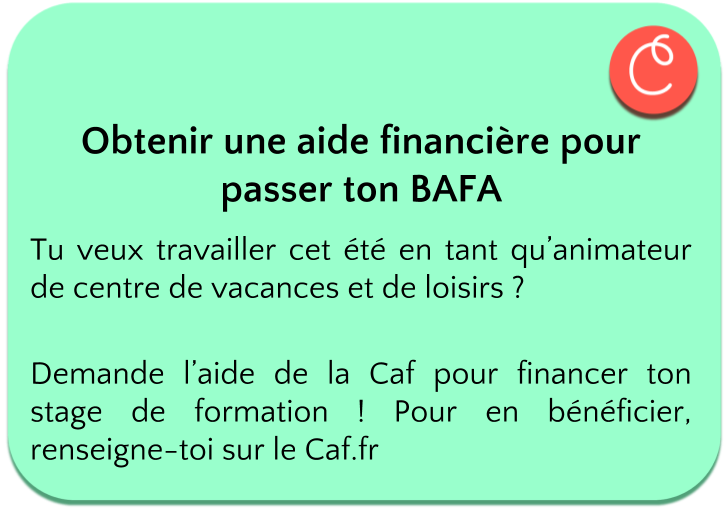 C
Obtenir une aide financière pour
passer ton BAFA
Tu veux travailler cet été en tant qu’animateur
de centre de vacances et de loisirs ?
Demande l’aide de la Caf pour financer ton
stage de formation ! Pour en bénéficier,
renseigne-toi sur le Caf.fr